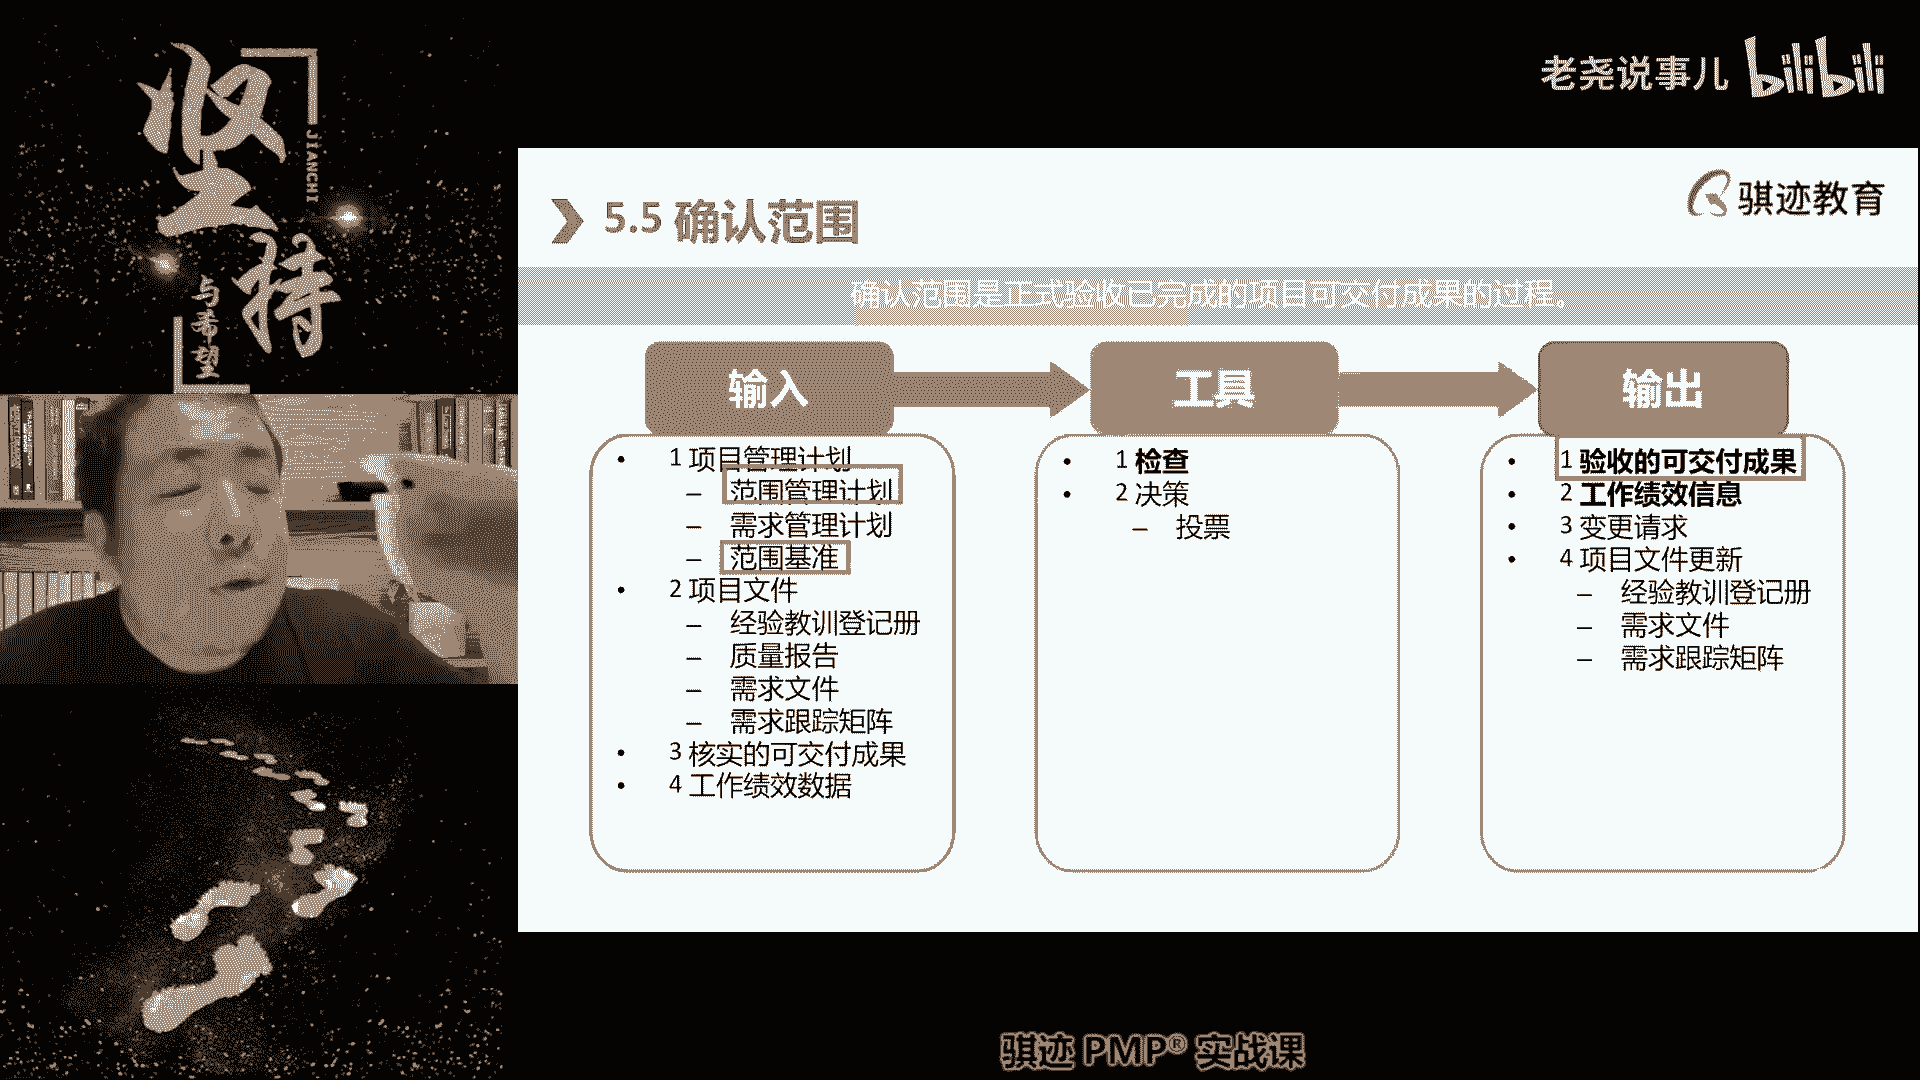 坚持
JIANCHI
与希望
老尧说事儿 bilibili
骐迹教育
5.5 确认范围
确认范围是正式验收已完成的项目可交付成果的过程。
输入
• 1 项目管理计划
– 范围管理计划
– 需求管理计划
– 范围基准
• 2 项目文件
– 经验教训登记册
– 质量报告
– 需求文件
– 需求跟踪矩阵
• 3 核实的可交付成果
• 4 工作绩效数据
工具
• 1 检查
• 2 决策
– 投票
输出
• 1 验收的可交付成果
• 2 工作绩效信息
• 3 变更请求
• 4 项目文件更新
– 经验教训登记册
– 需求文件
– 需求跟踪矩阵
骐迹 PMP® 实战课